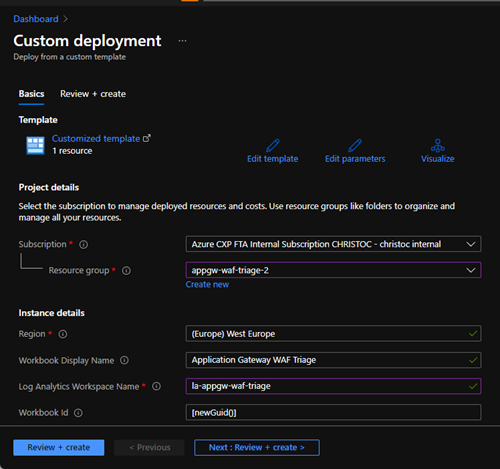 Dashboard >
Custom deployment ...
Deploy from a custom template
Basics Review + create
Template
Customized template
1 resource
Edit template Edit parameters Visualize
Project details
Select the subscription to manage deployed resources and costs. Use resource groups like folders to organize and
manage all your resources.
Subscription * Azure CXP FTA Internal Subscription CHRISTOC - christoc internal
Resource group * appgw-waf-triage-2
Create new
Instance details
Region * (Europe) West Europe
Workbook Display Name Application Gateway WAF Triage
Log Analytics Workspace Name * la-appgw-waf-triage
Workbook Id [newGuid()]
Review + create < Previous Next : Review + create >